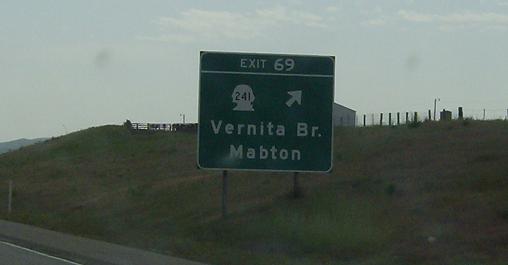 EXIT 69
241
Vernita Br.
Mabton